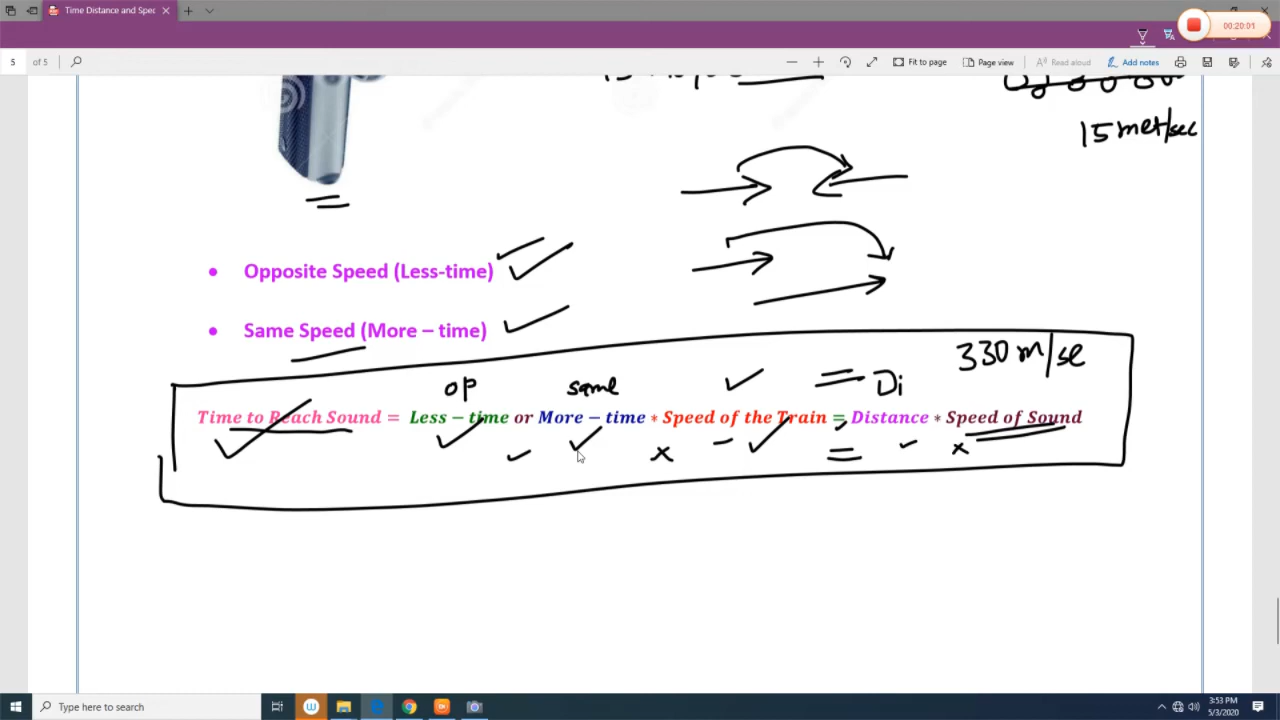 Time Distance and Spec
00:20:01
5 of 5
Fit to page
Page view
Read aloud
Add notes
15 met/sec
• Opposite Speed (Less-time)
• Same Speed (More – time)
330 m/se
op same = Di
Time to Reach Sound = Less − time or More − time * Speed of the Train = Distance * Speed of Sound
x = x
Type here to search
3:53 PM
5/3/2020